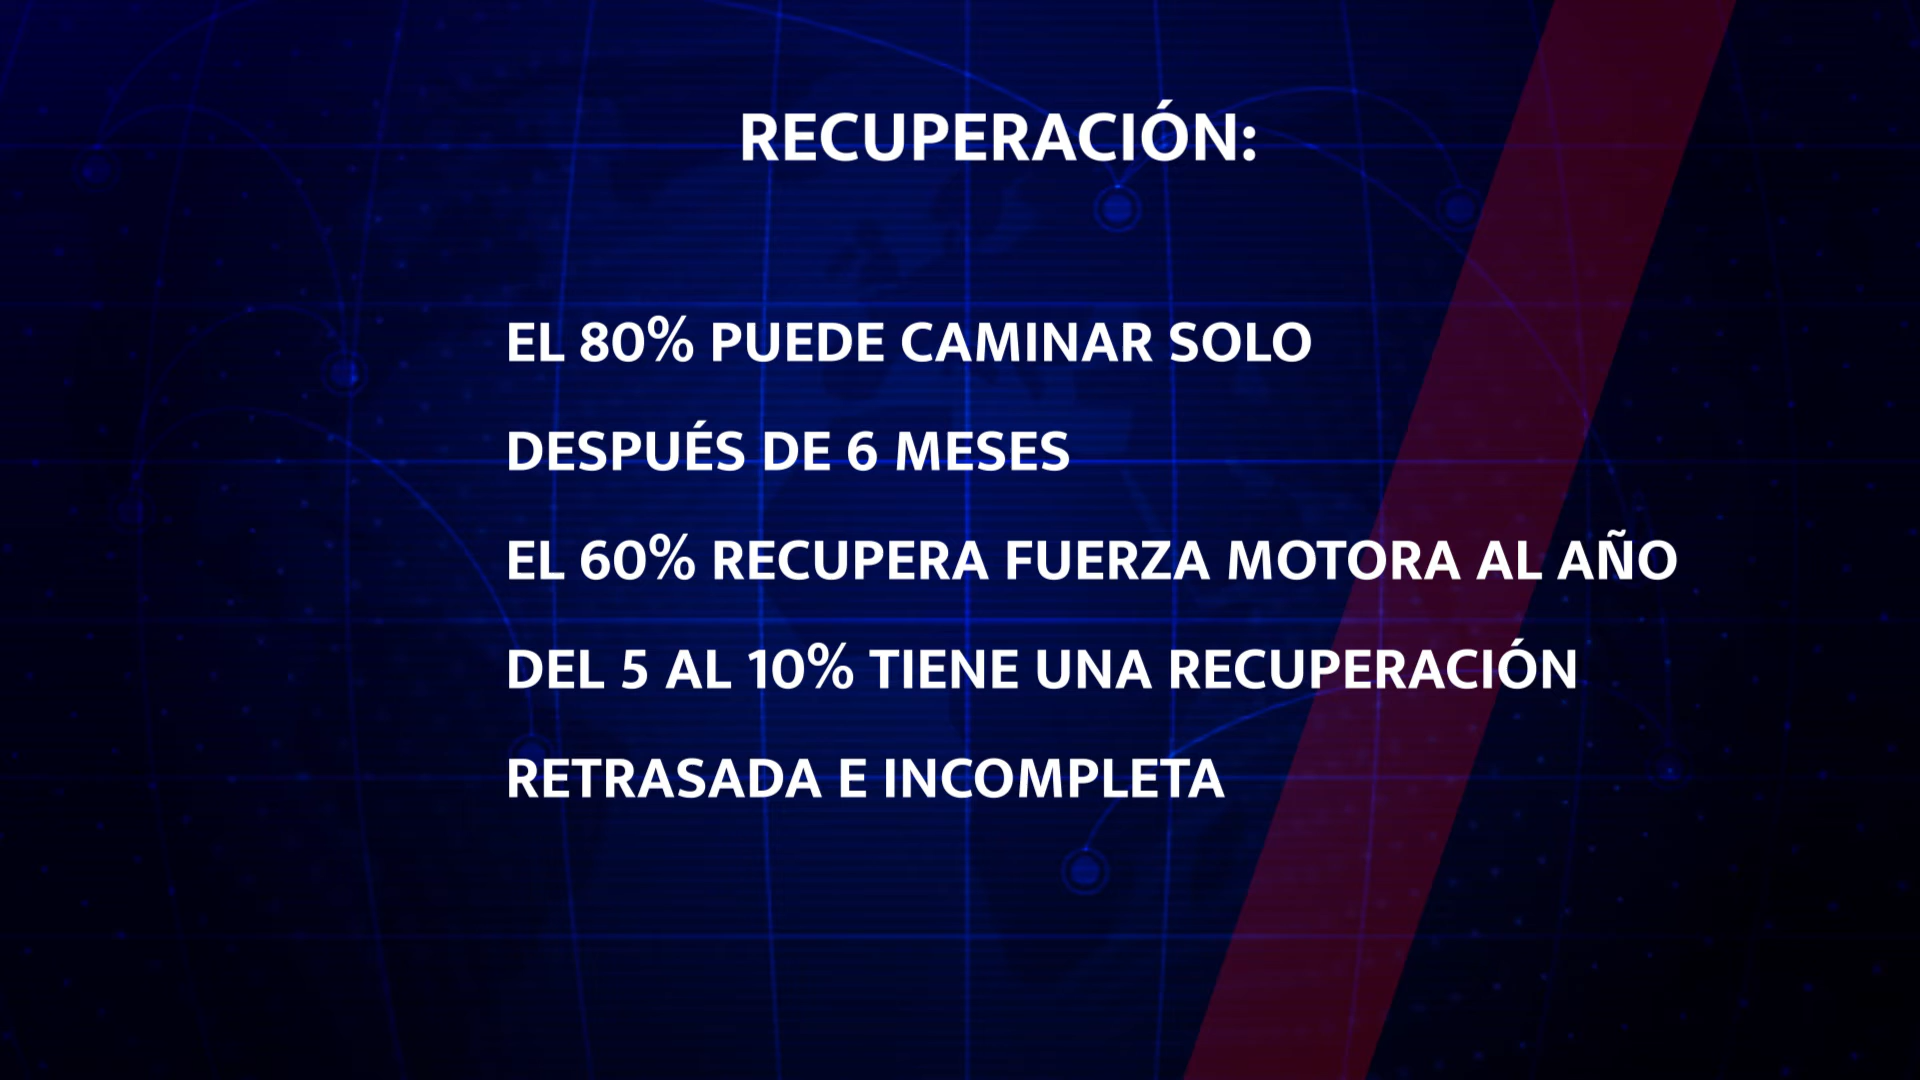 RECUPERACIÓN:
EL 80% PUEDE CAMINAR SOLO
DESPUÉS DE 6 MESES
EL 60% RECUPERA FUERZA MOTORA AL AÑO
DEL 5 AL 10% TIENE UNA RECUPERACIÓN
RETRASADA E INCOMPLETA